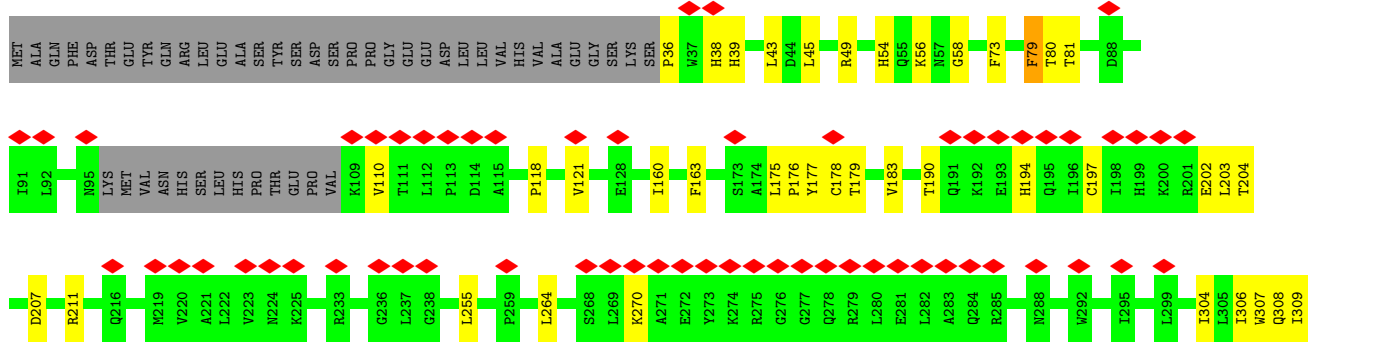 MET ALA GLN PHE ASP THR GLU TYR GLN ARG LEU GLU ALA SER TYR SER ASP SER PRO PRO GLY GLU GLU ASP LEU LEU VAL HIS VAL ALA GLU GLY SER LYS SER P36 W37 H38 H39 L43 D44 L45 R49 H54 Q55 K56 N57 G58 F73 F79 T80 T81 D88
I91 L92 N95 LYS MET VAL ASN HIS SER LEU HIS PRO THR GLU PRO VAL K109 V110 T111 L112 P113 D114 A115 P118 V121 E128 I160 F163 S173 A174 L175 P176 Y177 C178 T179 V183 T190 Q191 K192 E193 H194 Q195 I196 C197 I198 H199 K200 R201 E202 L203 T204
D207 R211 Q216 M219 V220 A221 L222 V223 N224 K225 R233 G236 L237 G238 L255 P259 L264 S268 L269 K270 A271 E272 Y273 K274 R275 G276 G277 Q278 R279 L280 E281 L282 A283 Q284 R285 N288 W292 I295 L299 I304 L305 I306 W307 Q308 I309